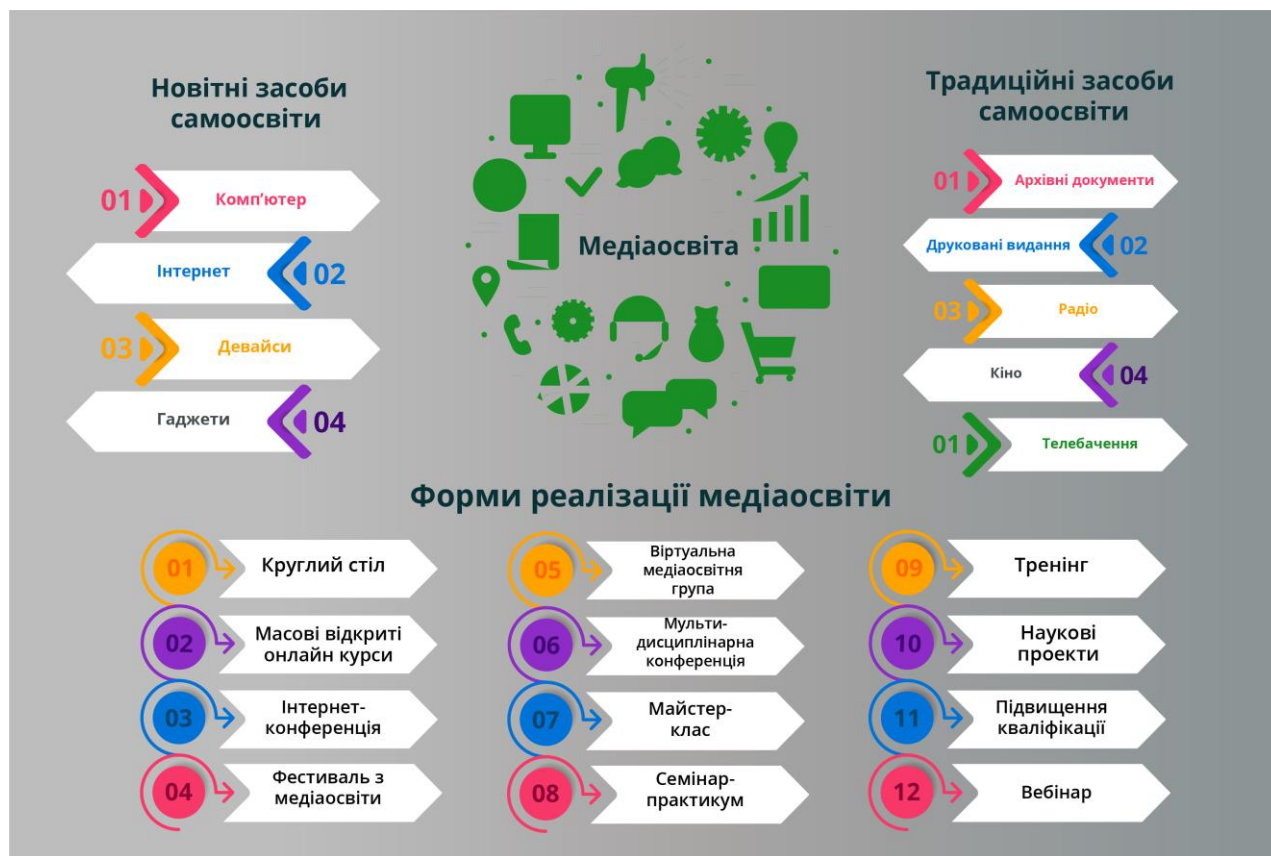 Новітні засоби
самоосвіти
01 Комп’ютер
Інтернет 02
03 Девайси
Гаджети 04
Медіаосвіта
Традиційні засоби
самоосвіти
01 Архівні документи
Друковані видання 02
03 Радіо
Кіно 04
01 Телебачення
Форми реалізації медіаосвіти
01 Круглий стіл
02 Масові відкриті
онлайн курси
03 Інтернет-
конференція
04 Фестиваль з
медіаосвіти
05 Віртуальна
медіаосвітня
група
06 Мульти-
дисциплінарна
конференція
07 Майстер-
клас
08 Семінар-
практикум
09 Тренінг
10 Наукові
проекти
11 Підвищення
кваліфікації
12 Вебінар